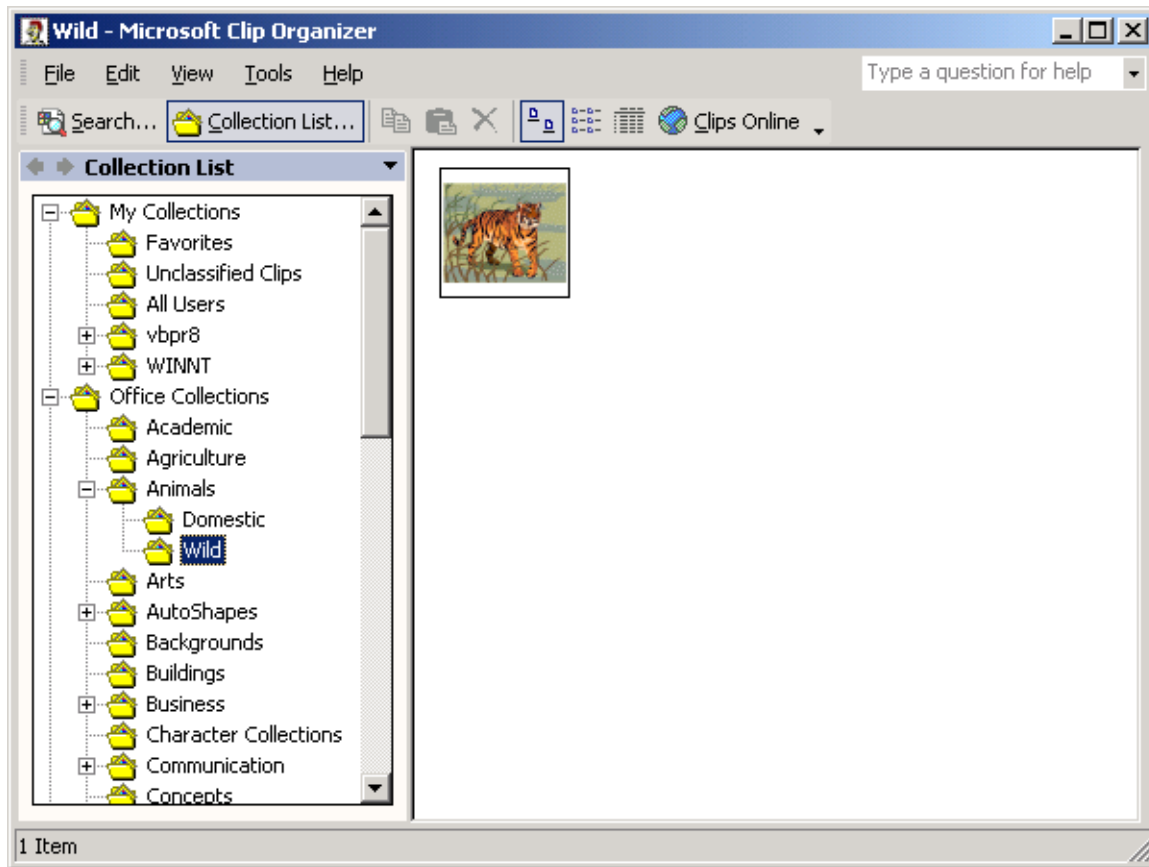 Wild - Microsoft Clip Organizer
File Edit View Tools Help
Type a question for help
Search... Collection List... Clips Online
Collection List
My Collections
Favorites
Unclassified Clips
All Users
vbpr8
WINNT
Office Collections
Academic
Agriculture
Animals
Domestic
Wild
Arts
AutoShapes
Backgrounds
Buildings
Business
Character Collections
Communication
Concepts
1 Item